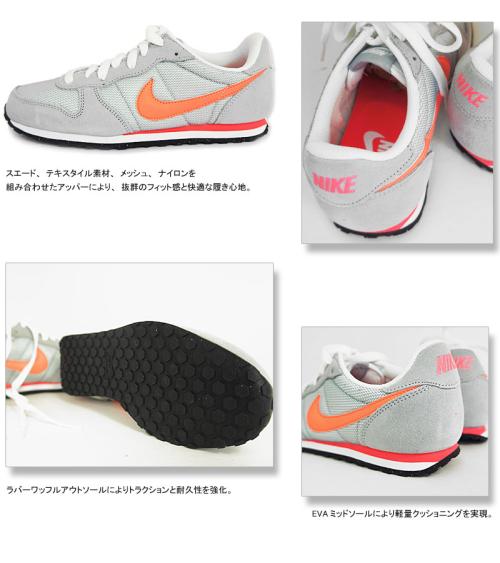 スエード、テキスタイル素材、メッシュ、ナイロンを
組み合わせたアッパーにより、抜群のフィット感と快適な履き心地。
NIKE
NIKE
ラバーワッフルアウトソールによりトラクションと耐久性を強化。
NIKE
EVAミッドソールにより軽量クッショニングを実現。